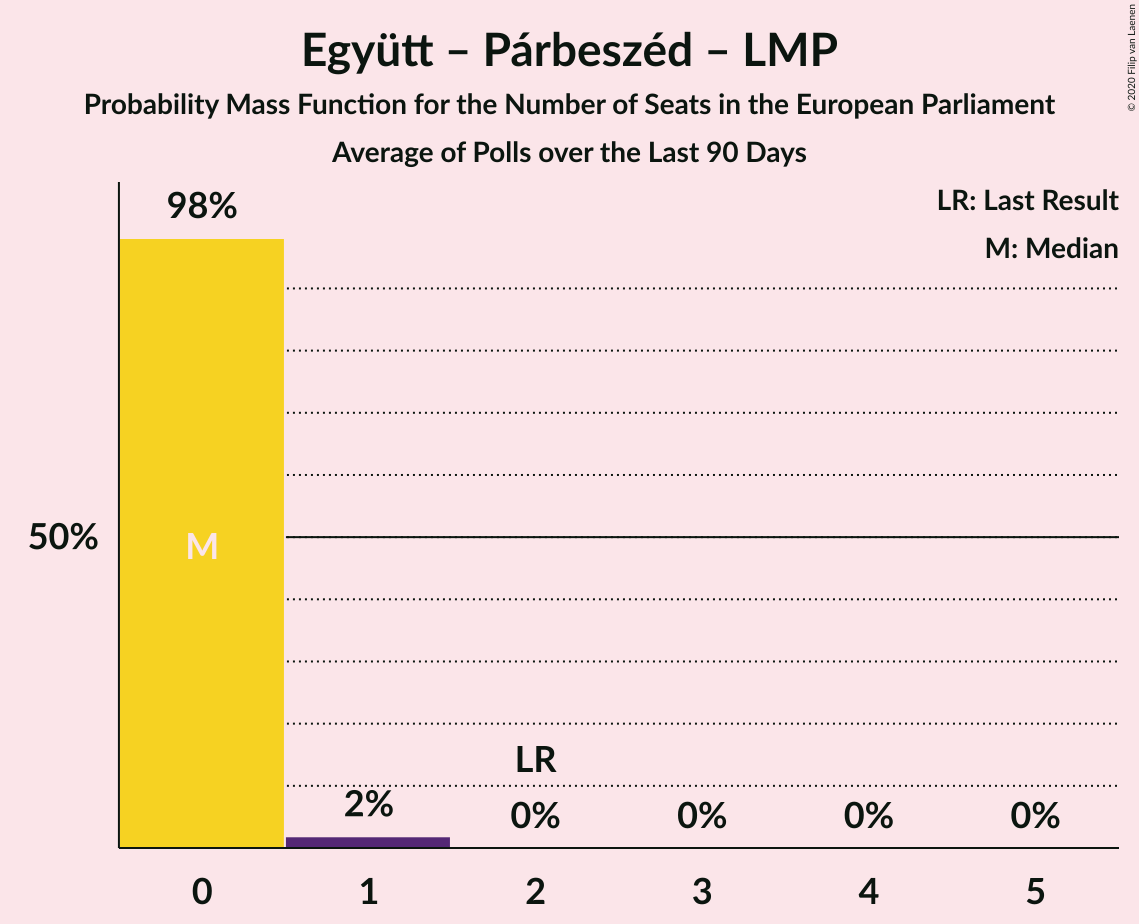 Együtt – Párbeszéd – LMP
Probability Mass Function for the Number of Seats in the European Parliament
Average of Polls over the Last 90 Days
© 2020 Filip van Laenen
LR: Last Result
M: Median
98%
50%
M
LR
2%
0%
0%
0%
0%
0
1
2
3
4
5